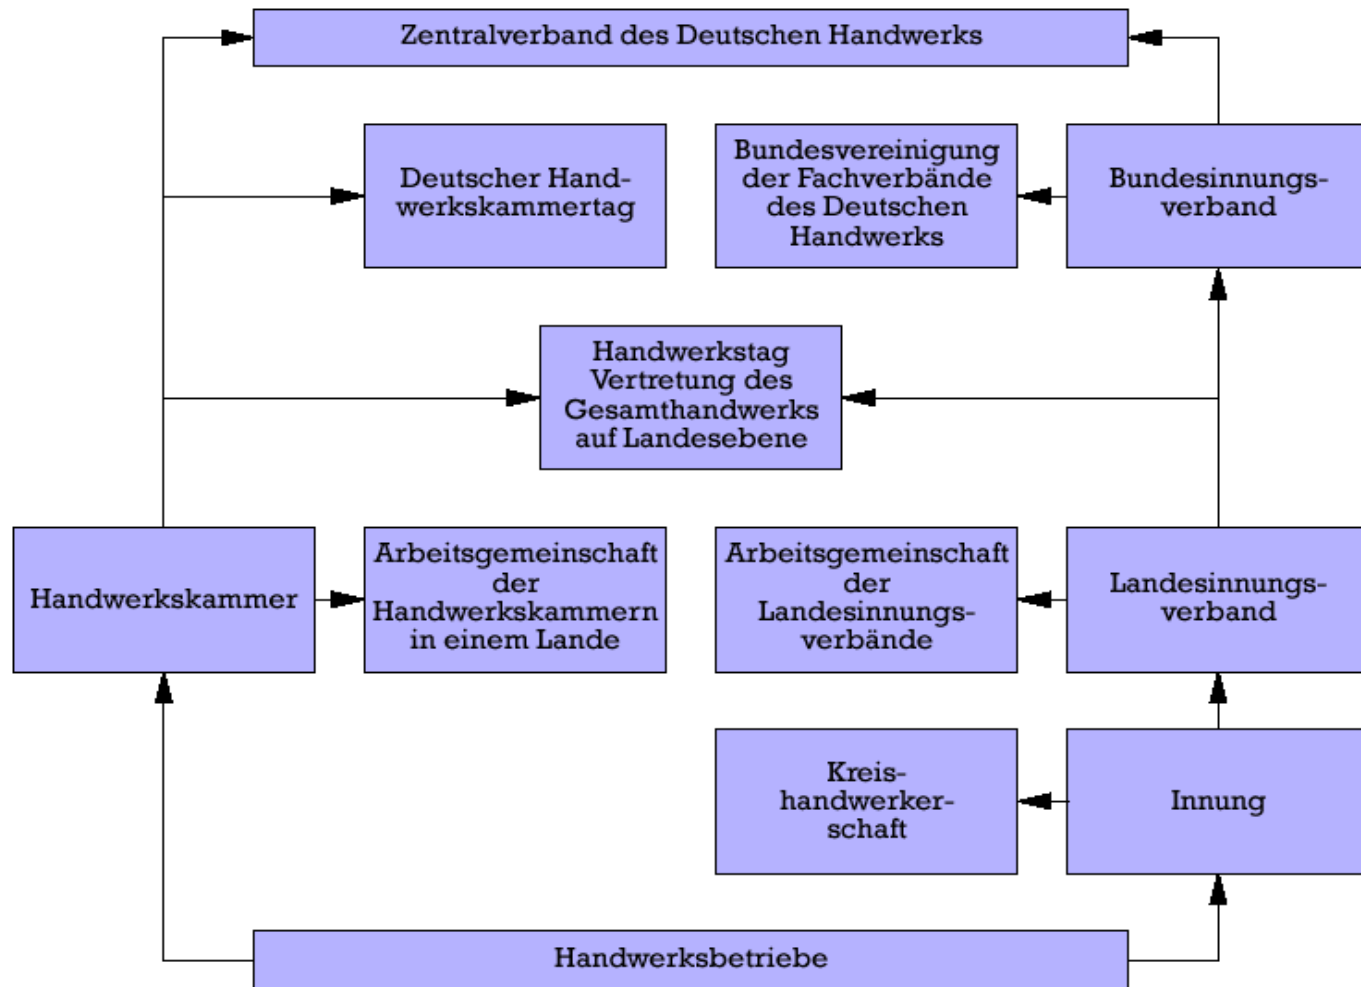 Zentralverband des Deutschen Handwerks
Deutscher Hand-
werkskammertag
Bundesvereinigung
der Fachverbände
des Deutschen
Handwerks
Bundesinnungs-
verband
Handwerkstag
Vertretung des
Gesamthandwerks
auf Landesebene
Handwerkskammer
Arbeitsgemeinschaft
der
Handwerkskammern
in einem Lande
Arbeitsgemeinschaft
der
Landesinnungs-
verbände
Landesinnungs-
verband
Kreis-
handwerker-
schaft
Innung
Handwerksbetriebe